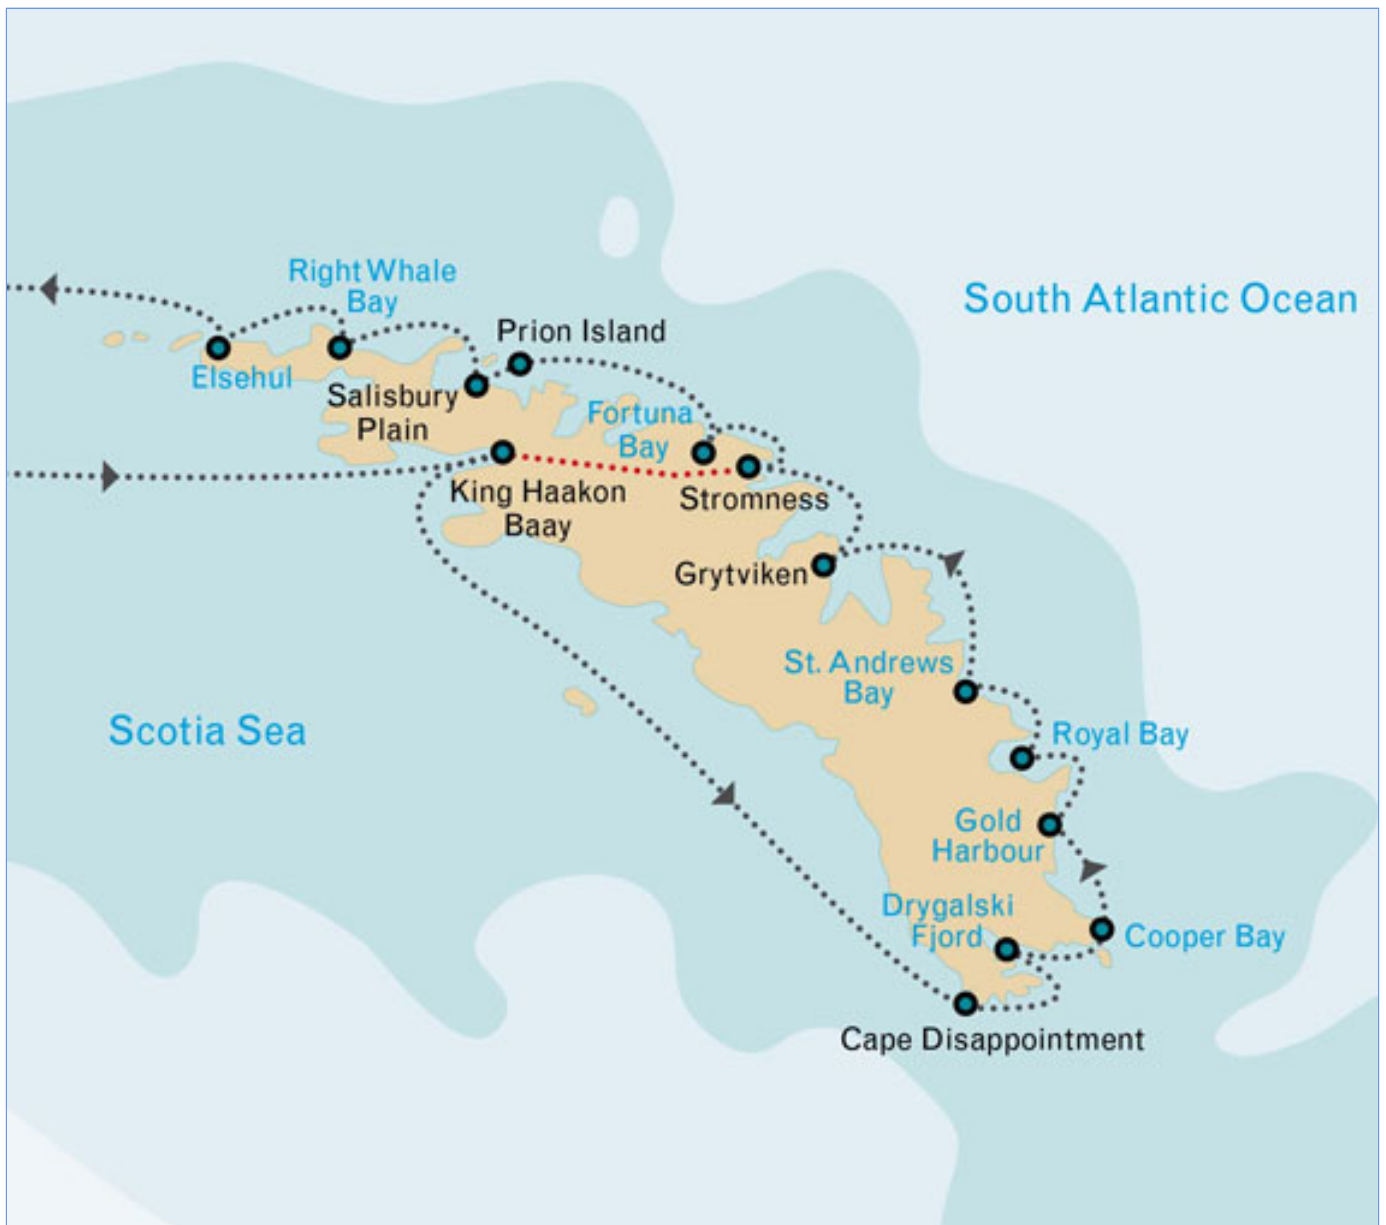 Right Whale
Bay
South Atlantic Ocean
Prion Island
Elsehul
Salisbury
Plain
Fortuna
Bay
King Haakon
Baay
Stromness
Grytviken
St. Andrews
Bay
Scotia Sea
Royal Bay
Gold
Harbour
Drygalski
Fjord
Cooper Bay
Cape Disappointment